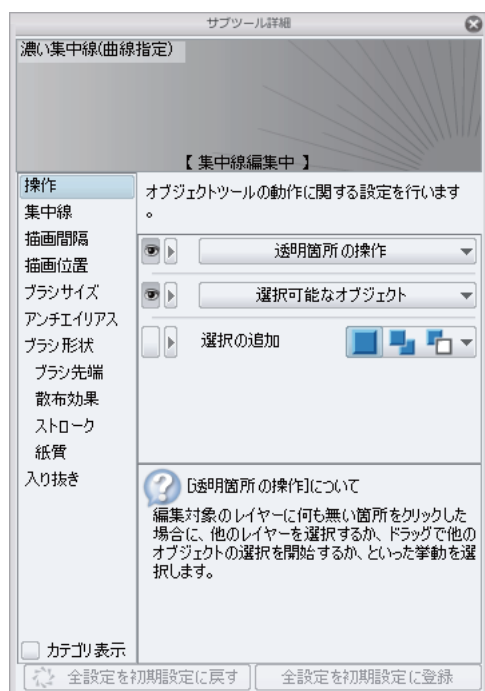 サブツール詳細
濃い集中線(曲線指定)
【 集中線編集中 】
操作
集中線
描画間隔
描画位置
ブラシサイズ
アンチエイリアス
ブラシ形状
ブラシ先端
散布効果
ストローク
紙質
入り抜き
カテゴリ表示
オブジェクトツールの動作に関する設定を行います
。
透明箇所の操作
選択可能なオブジェクト
選択の追加
[透明箇所の操作]について
編集対象のレイヤーに何も無い箇所をクリックした
場合に、他のレイヤーを選択するか、ドラッグで他の
オブジェクトの選択を開始するか、といった挙動を選
択します。
全設定を初期設定に戻す
全設定を初期設定に登録